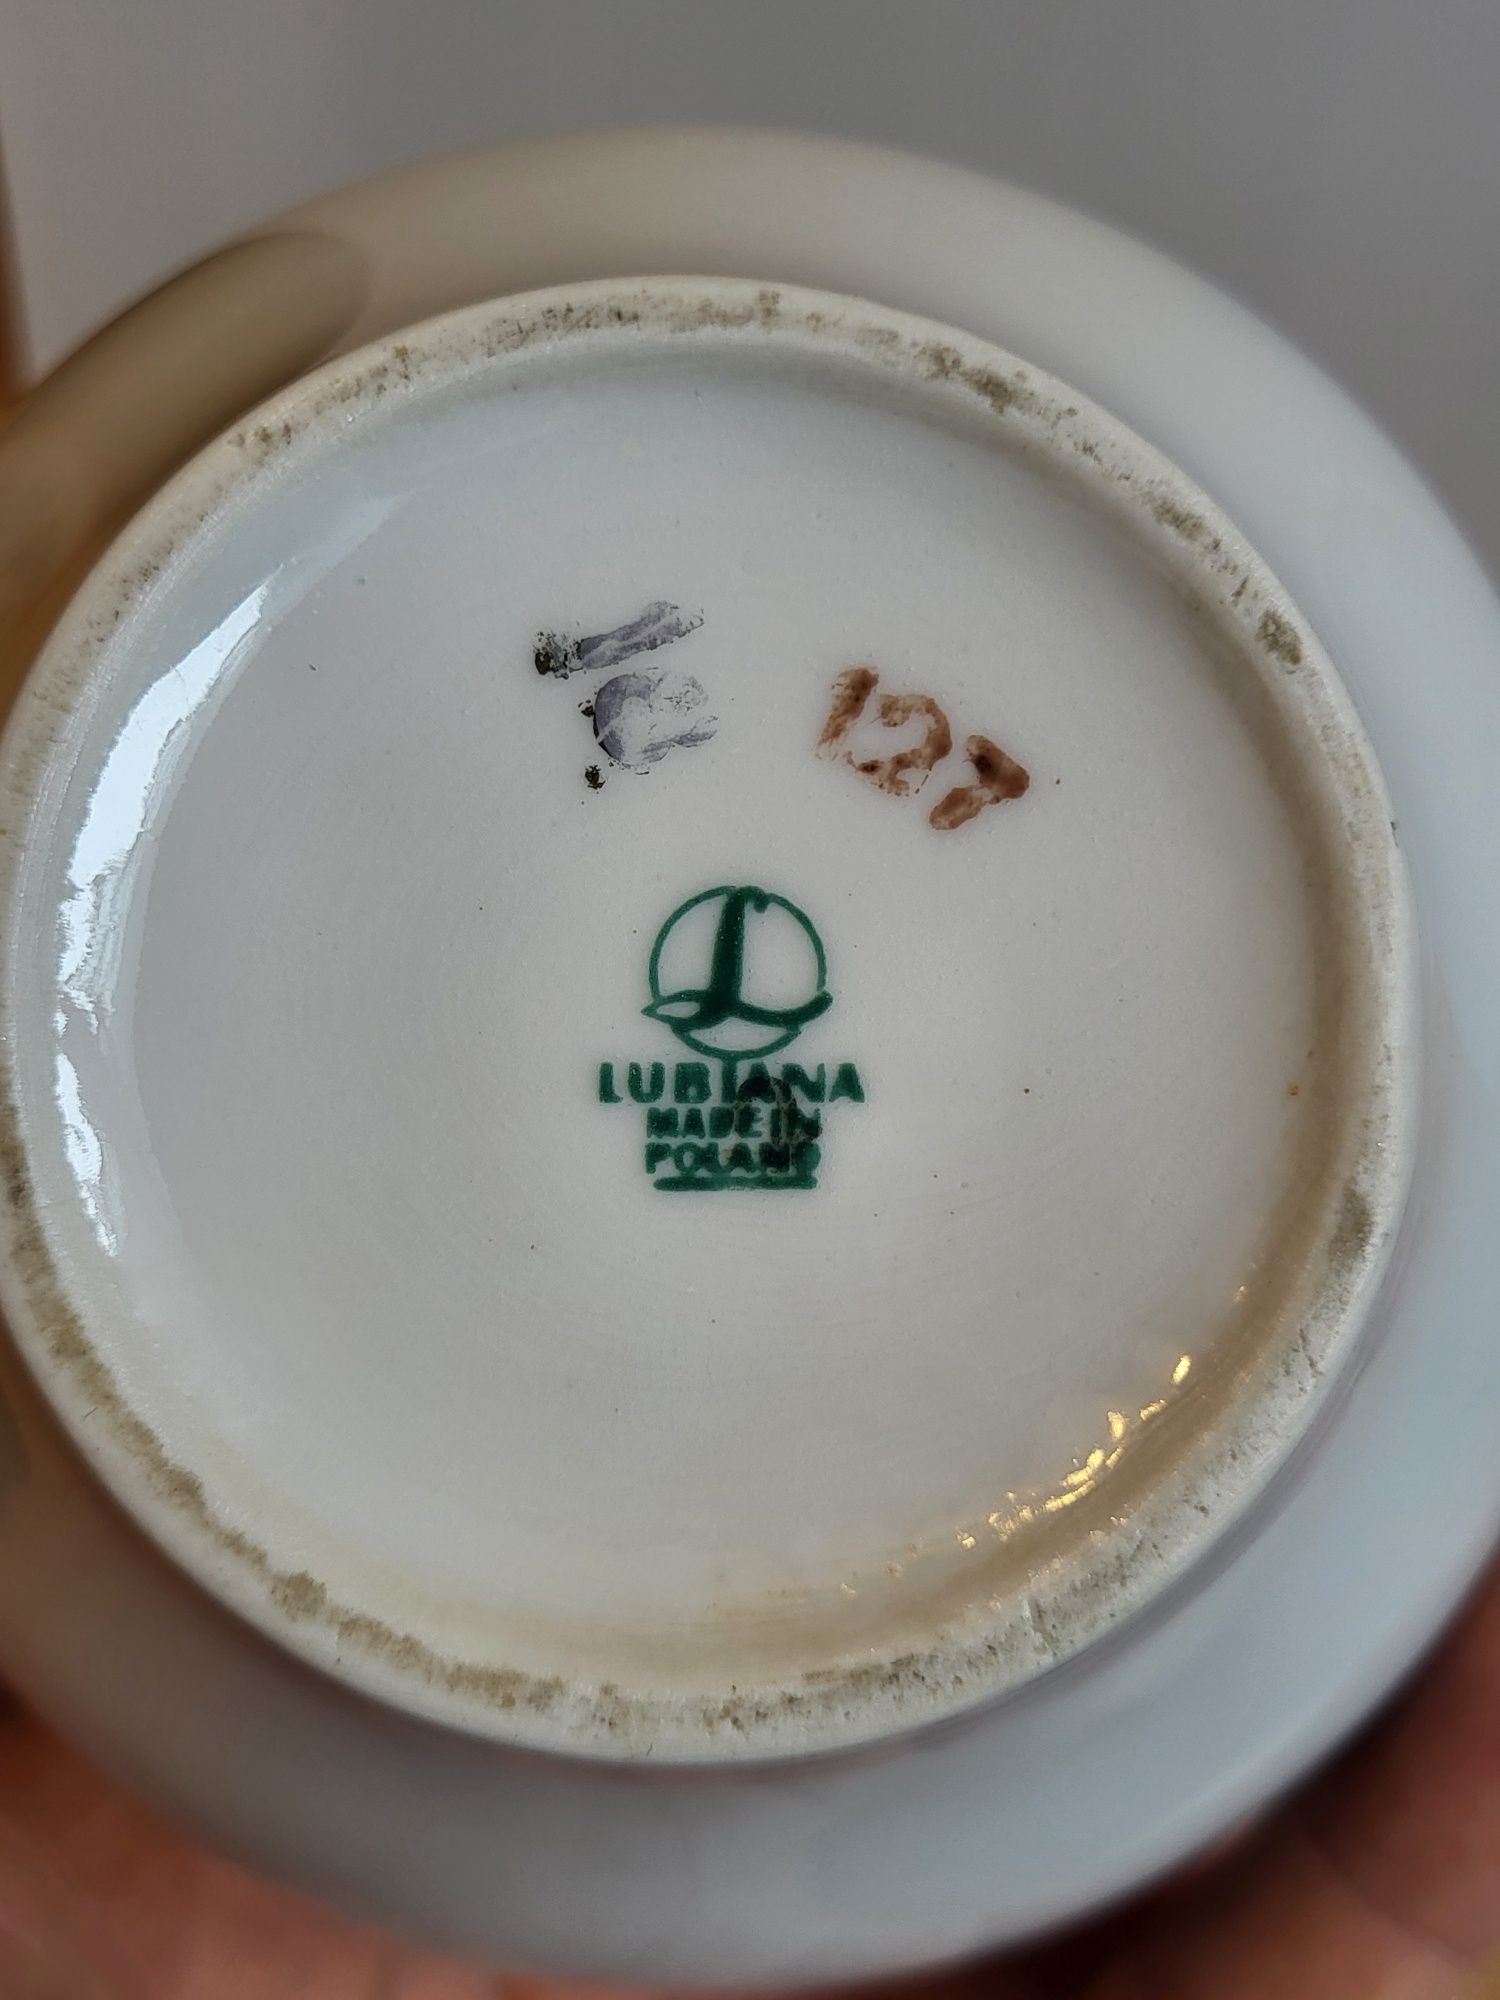 127
LUBIANA
MADE IN
POLAND